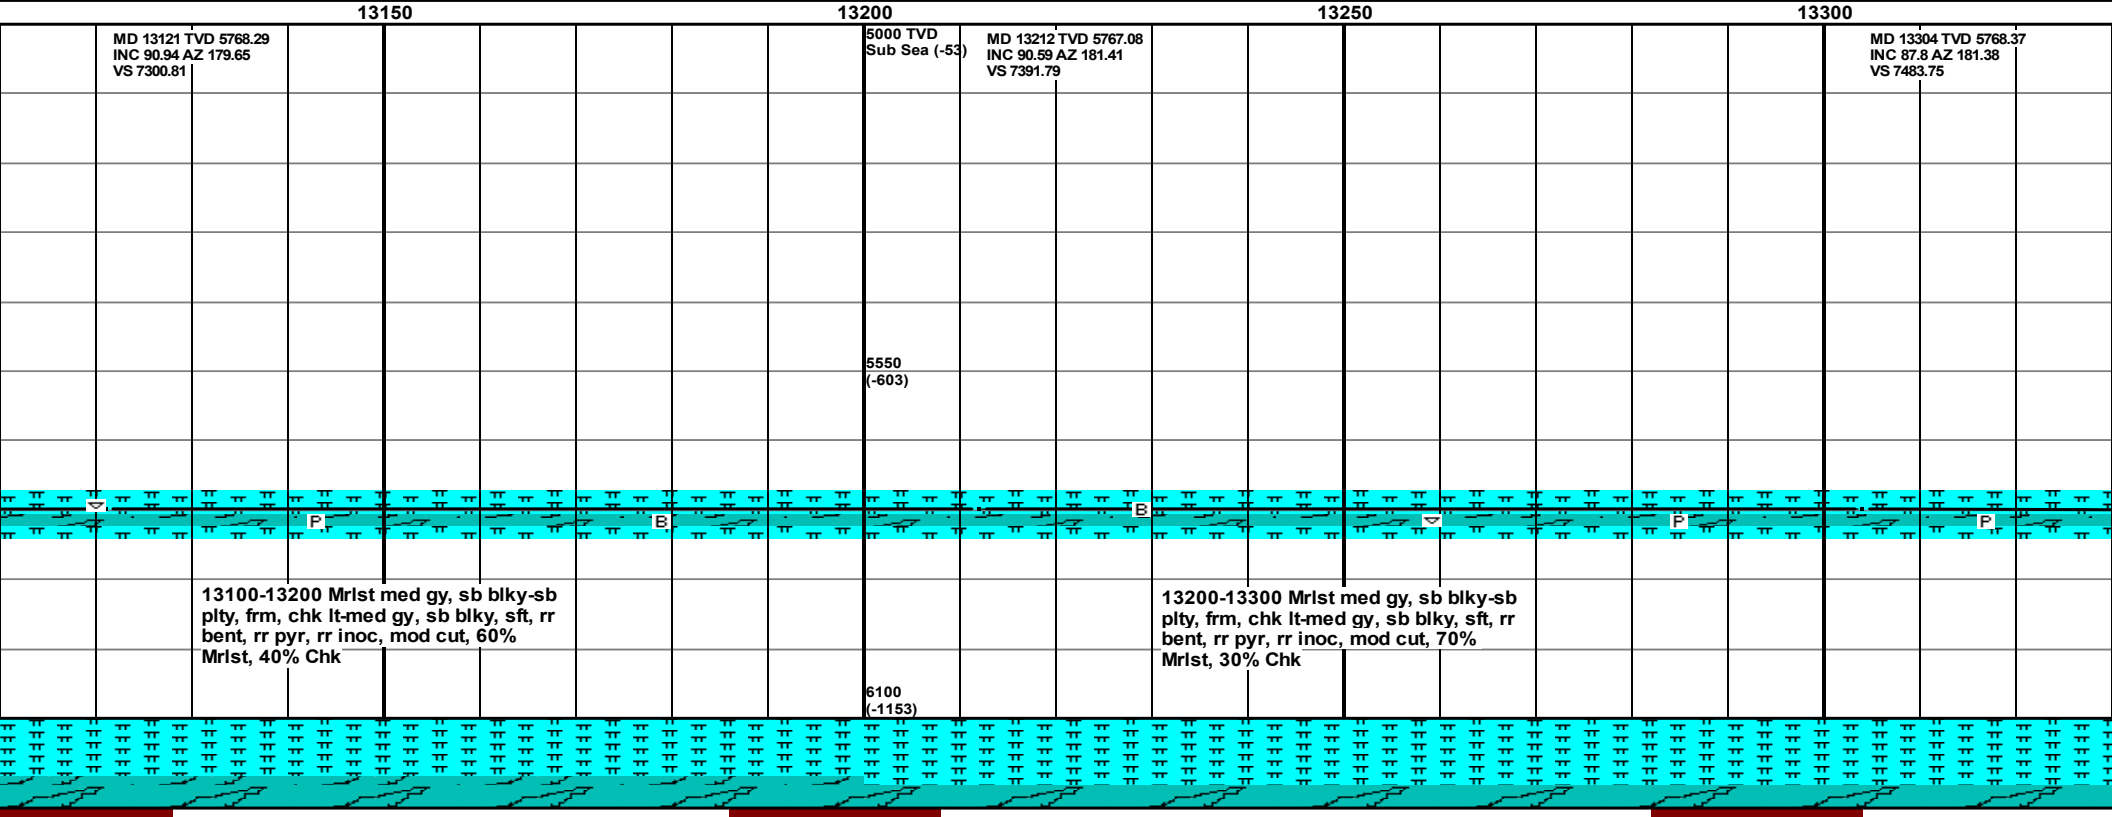 13150
13200
13250
13300
MD 13121 TVD 5768.29
INC 90.94 AZ 179.65
VS 7300.81
5000 TVD
Sub Sea (-53)
MD 13212 TVD 5767.08
INC 90.59 AZ 181.41
VS 7391.79
MD 13304 TVD 5768.37
INC 87.8 AZ 181.38
VS 7483.75
5550
(-603)
P
B
B
P
P
13100-13200 Mrlst med gy, sb blky-sb
plty, frm, chk lt-med gy, sb blky, sft, rr
bent, rr pyr, rr inoc, mod cut, 60%
Mrlst, 40% Chk
13200-13300 Mrlst med gy, sb blky-sb
plty, frm, chk lt-med gy, sb blky, sft, rr
bent, rr pyr, rr inoc, mod cut, 70%
Mrlst, 30% Chk
6100
(-1153)